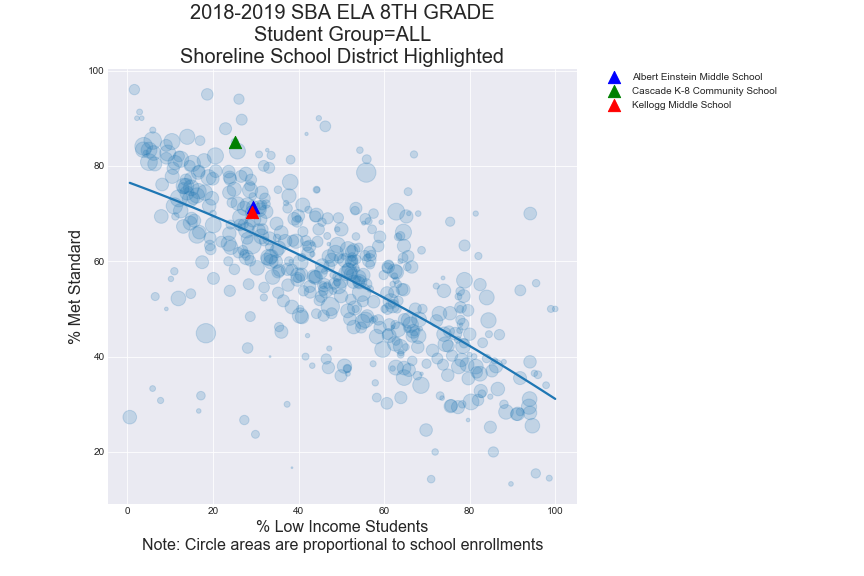 2018-2019 SBA ELA 8TH GRADE
Student Group=ALL
Shoreline School District Highlighted
100
80
60
40
20
% Met Standard
0
20
40
60
80
100
% Low Income Students
Note: Circle areas are proportional to school enrollments
Albert Einstein Middle School
Cascade K-8 Community School
Kellogg Middle School